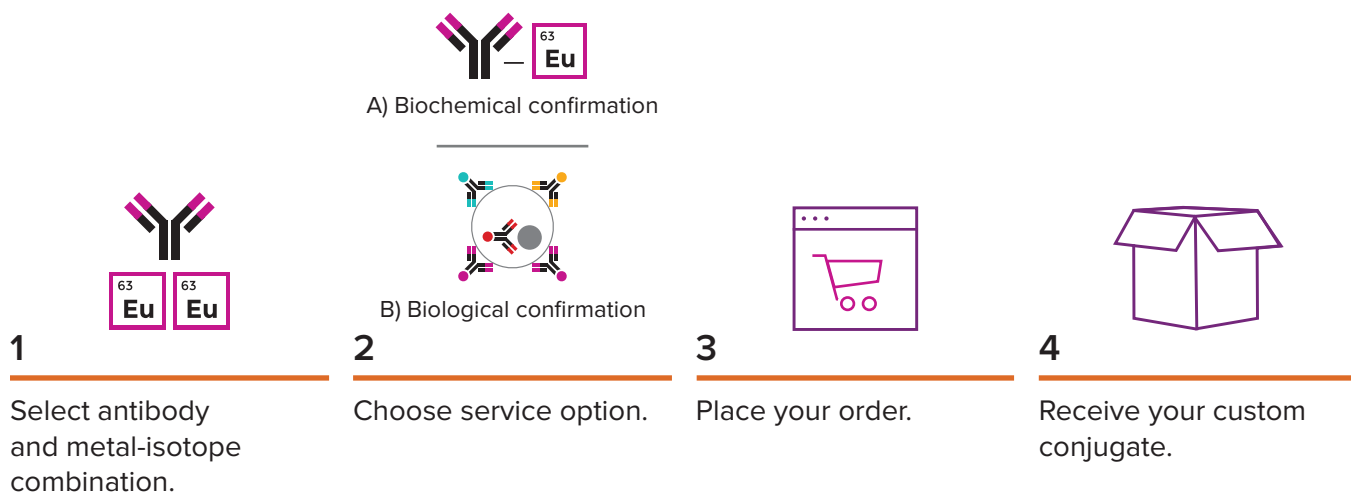 63
Eu
A) Biochemical confirmation
B) Biological confirmation
63
Eu
63
Eu
1
Select antibody
and metal-isotope
combination.
2
Choose service option.
3
Place your order.
4
Receive your custom
conjugate.